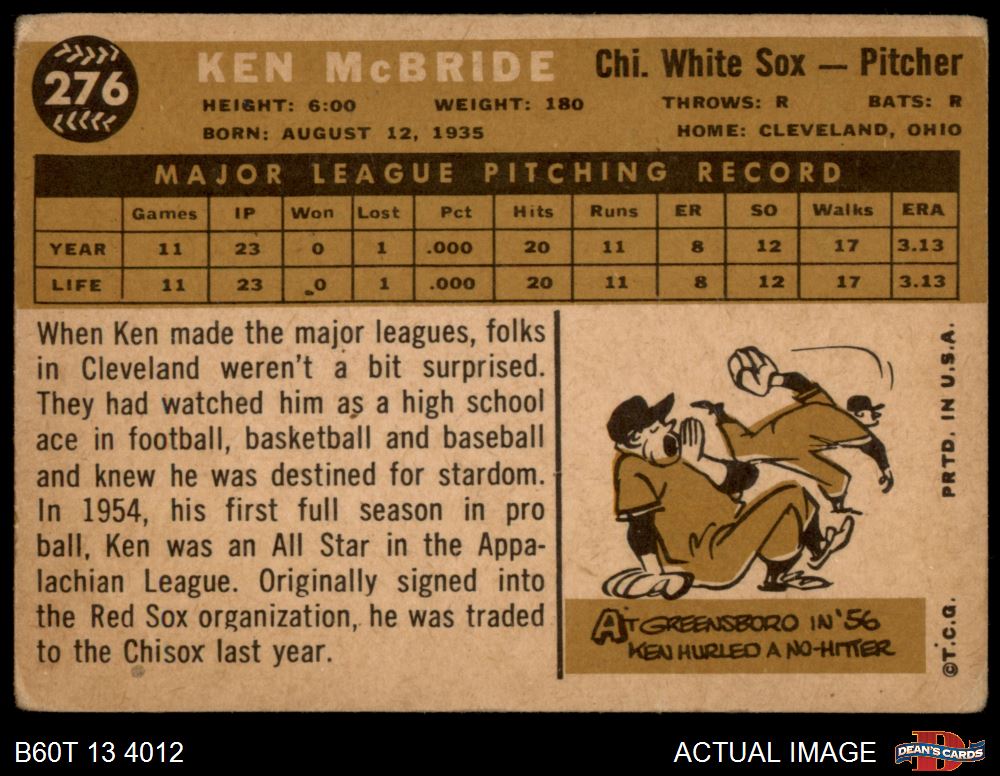 276
KEN McBRIDE
Chi. White Sox — Pitcher
HEIGHT: 6:00 WEIGHT: 180 THROWS: R BATS: R
BORN: AUGUST 12, 1935 HOME: CLEVELAND, OHIO
MAJOR LEAGUE PITCHING RECORD
Games IP Won Lost Pct Hits Runs ER SO Walks ERA
YEAR 11 23 0 1 .000 20 11 8 12 17 3.13
LIFE 11 23 0 1 .000 20 11 8 12 17 3.13
When Ken made the major leagues, folks
in Cleveland weren't a bit surprised.
They had watched him as a high school
ace in football, basketball and baseball
and knew he was destined for stardom.
In 1954, his first full season in pro
ball, Ken was an All Star in the Appa-
lachian League. Originally signed into
the Red Sox organization, he was traded
to the Chisox last year.
AT GREENSBORO IN '56
KEN HURLED A NO-HITTER
PRTD. IN U.S.A.
©T.C.G.
B60T 13 4012
ACTUAL IMAGE
D
DEAN'S CARDS